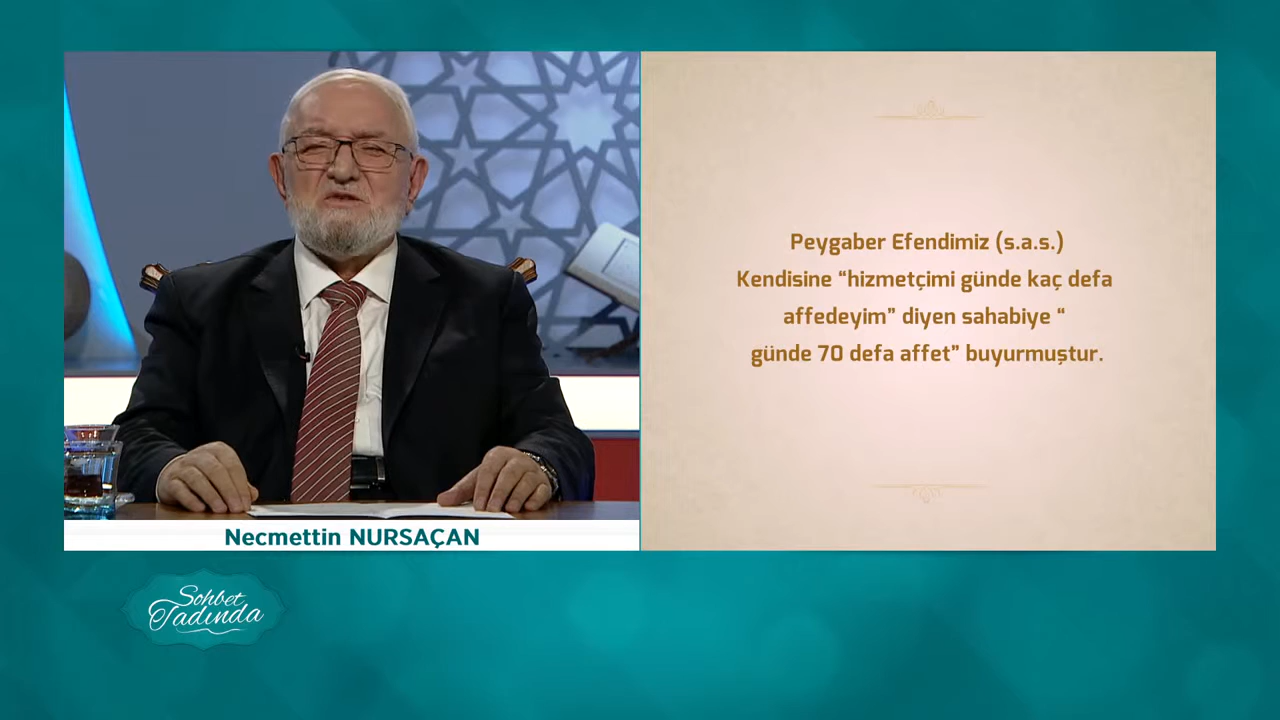 Peygaber Efendimiz (s.a.s.)
Kendisine “hizmetçimi günde kaç defa
affedeyim” diyen sahabiye “
günde 70 defa affet” buyurmuştur.
Necmettin NURSAÇAN
Sohbet
Tadında